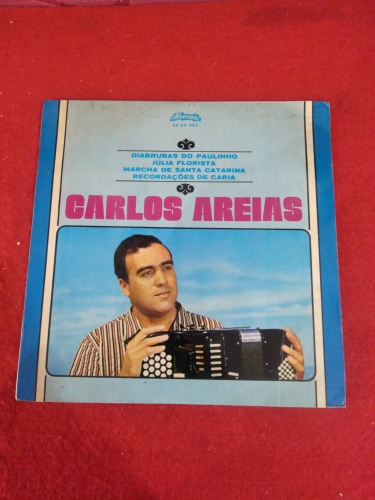 DIABRURAS DO PAULINHO
JÚLIA FLORISTA
MARCHA DE SANTA CATARINA
RECORDAÇÕES DE CARIA
CARLOS AREIAS